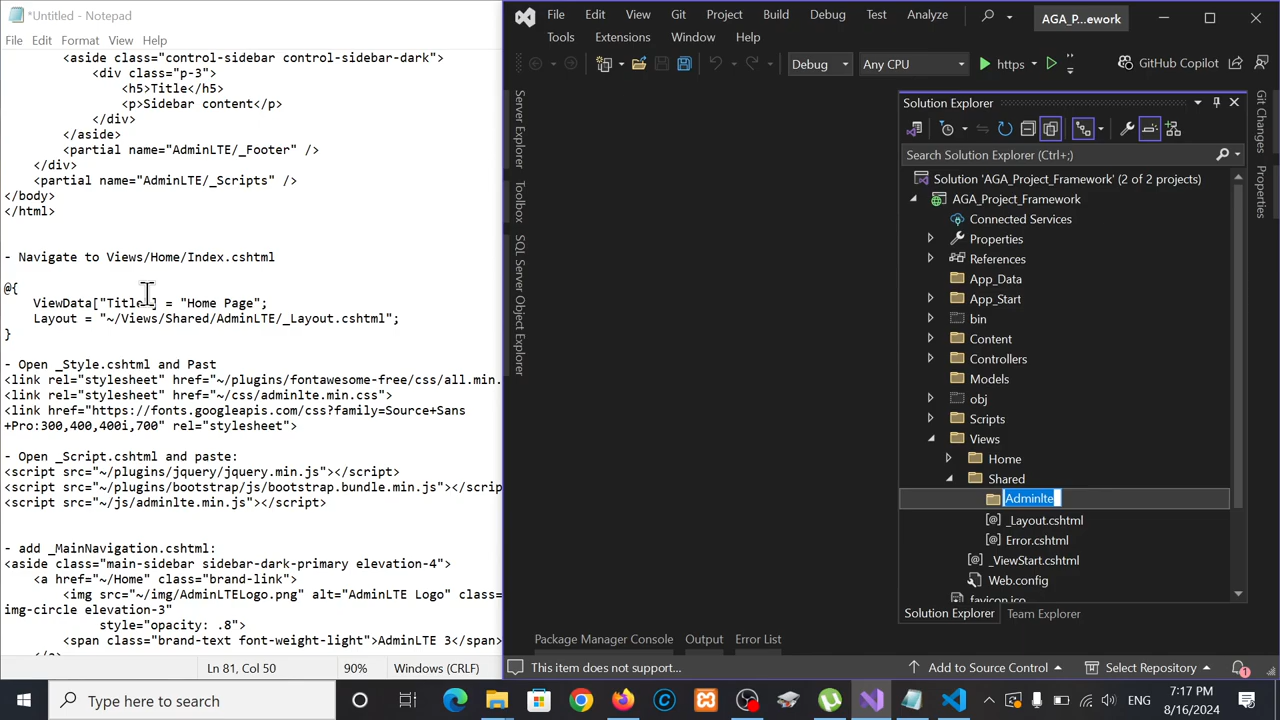 *Untitled - Notepad
File Edit Format View Help
<aside class="control-sidebar control-sidebar-dark">
<div class="p-3">
<h5>Title</h5>
<p>Sidebar content</p>
</div>
</aside>
<partial name="AdminLTE/_Footer" />
</div>
<partial name="AdminLTE/_Scripts" />
</body>
</html>
- Navigate to Views/Home/Index.cshtml
@{
ViewData["Title"] = "Home Page";
Layout = "~/Views/Shared/AdminLTE/_Layout.cshtml";
}
- Open _Style.cshtml and Past
<link rel="stylesheet" href="~/plugins/fontawesome-free/css/all.min.
<link rel="stylesheet" href="~/css/adminlte.min.css">
<link href="https://fonts.googleapis.com/css?family=Source+Sans
+Pro:300,400,400i,700" rel="stylesheet">
- Open _Script.cshtml and paste:
<script src="~/plugins/jquery/jquery.min.js"></script>
<script src="~/plugins/bootstrap/js/bootstrap.bundle.min.js"></scrip
<script src="~/js/adminlte.min.js"></script>
- add _MainNavigation.cshtml:
<aside class="main-sidebar sidebar-dark-primary elevation-4">
<a href="~/Home" class="brand-link">
<img src="~/img/AdminLTELogo.png" alt="AdminLTE Logo" class=
img-circle elevation-3"
style="opacity: .8">
<span class="brand-text font-weight-light">AdminLTE 3</span>
Ln 81, Col 50 90% Windows (CRLF)
File Edit View Git Project Build Debug Test Analyze
Tools Extensions Window Help
AGA_P...ework
Debug Any CPU https GitHub Copilot
Server Explorer
Toolbox
SQL Server Object Explorer
Solution Explorer
Search Solution Explorer (Ctrl+;)
Solution 'AGA_Project_Framework' (2 of 2 projects)
AGA_Project_Framework
Connected Services
Properties
References
App_Data
App_Start
bin
Content
Controllers
Models
obj
Scripts
Views
Home
Shared
Adminlte
_Layout.cshtml
Error.cshtml
_ViewStart.cshtml
Web.config
favicon.ico
Solution Explorer Team Explorer
Git Changes
Properties
Package Manager Console Output Error List
This item does not support... Add to Source Control Select Repository 1
Type here to search
ENG
7:17 PM
8/16/2024